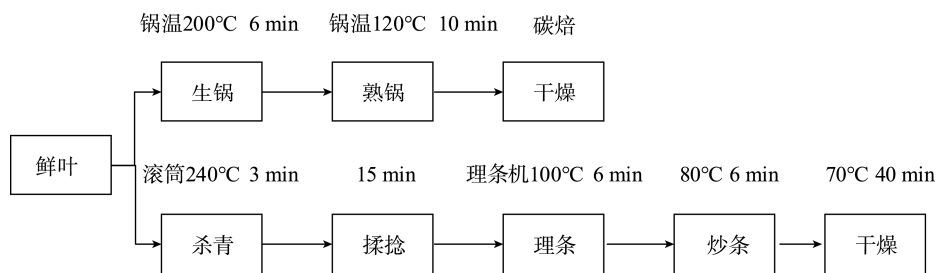 锅温200℃ 6 min 锅温120℃ 10 min 碳焙
生锅 熟锅 干燥
鲜叶
滚筒240℃ 3 min 15 min 理条机100℃ 6 min 80℃ 6 min 70℃ 40 min
杀青 揉捻 理条 炒条 干燥